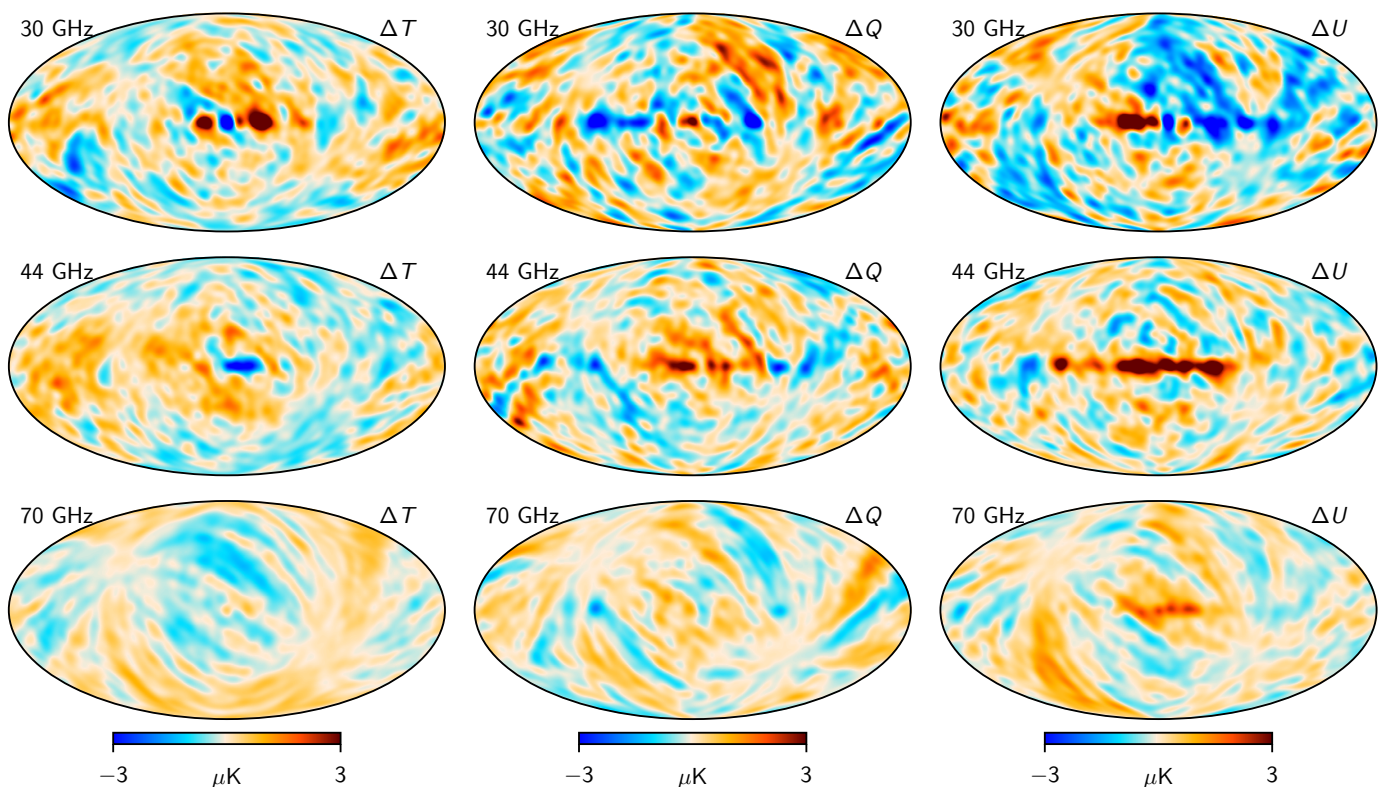 30 GHz ΔT 30 GHz ΔQ 30 GHz ΔU
44 GHz ΔT 44 GHz ΔQ 44 GHz ΔU
70 GHz ΔT 70 GHz ΔQ 70 GHz ΔU
−3 μK 3 −3 μK 3 −3 μK 3